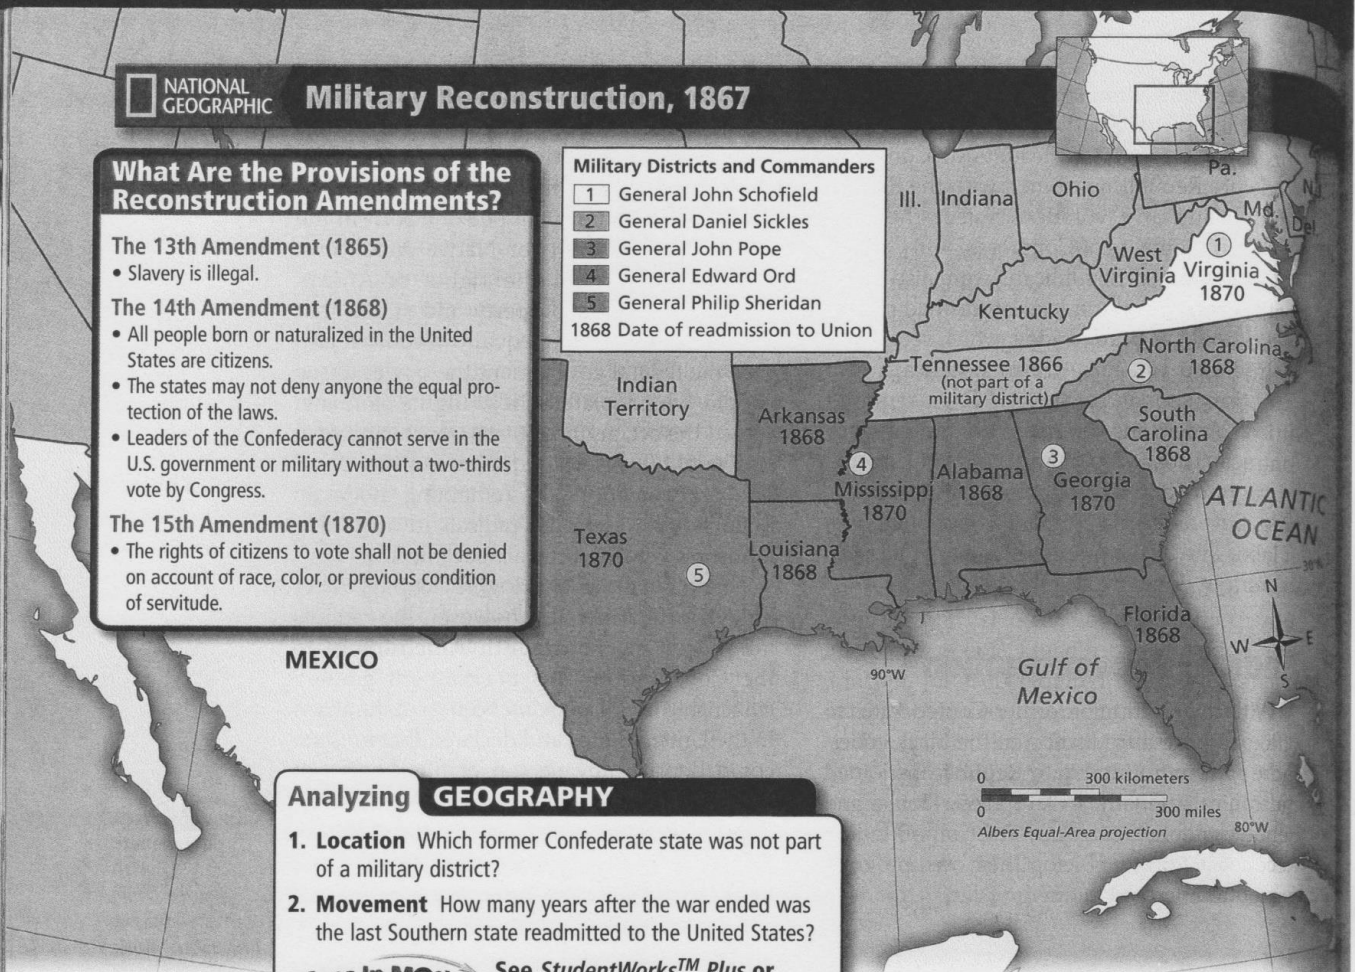 NATIONAL
GEOGRAPHIC
Military Reconstruction, 1867
What Are the Provisions of the
Reconstruction Amendments?
The 13th Amendment (1865)
• Slavery is illegal.
The 14th Amendment (1868)
• All people born or naturalized in the United
States are citizens.
• The states may not deny anyone the equal pro-
tection of the laws.
• Leaders of the Confederacy cannot serve in the
U.S. government or military without a two-thirds
vote by Congress.
The 15th Amendment (1870)
• The rights of citizens to vote shall not be denied
on account of race, color, or previous condition
of servitude.
Military Districts and Commanders
1 General John Schofield
2 General Daniel Sickles
3 General John Pope
4 General Edward Ord
5 General Philip Sheridan
1868 Date of readmission to Union
Ill.
Indiana
Ohio
Pa.
Md.
Del.
West
Virginia
1
Virginia
1870
Kentucky
Tennessee 1866
(not part of a
military district)
North Carolina
1868
2
South
Carolina
1868
Indian
Territory
Arkansas
1868
4
Mississippi
1870
Alabama
1868
3
Georgia
1870
Texas
1870
5
Louisiana
1868
Florida
1868
ATLANTIC
OCEAN
30°N
N
W
E
S
MEXICO
Gulf of
Mexico
90°W
80°W
0 300 kilometers
0 300 miles
Albers Equal-Area projection
Analyzing GEOGRAPHY
1. Location Which former Confederate state was not part
of a military district?
2. Movement How many years after the war ended was
the last Southern state readmitted to the United States?
See StudentWorks™ Plus or